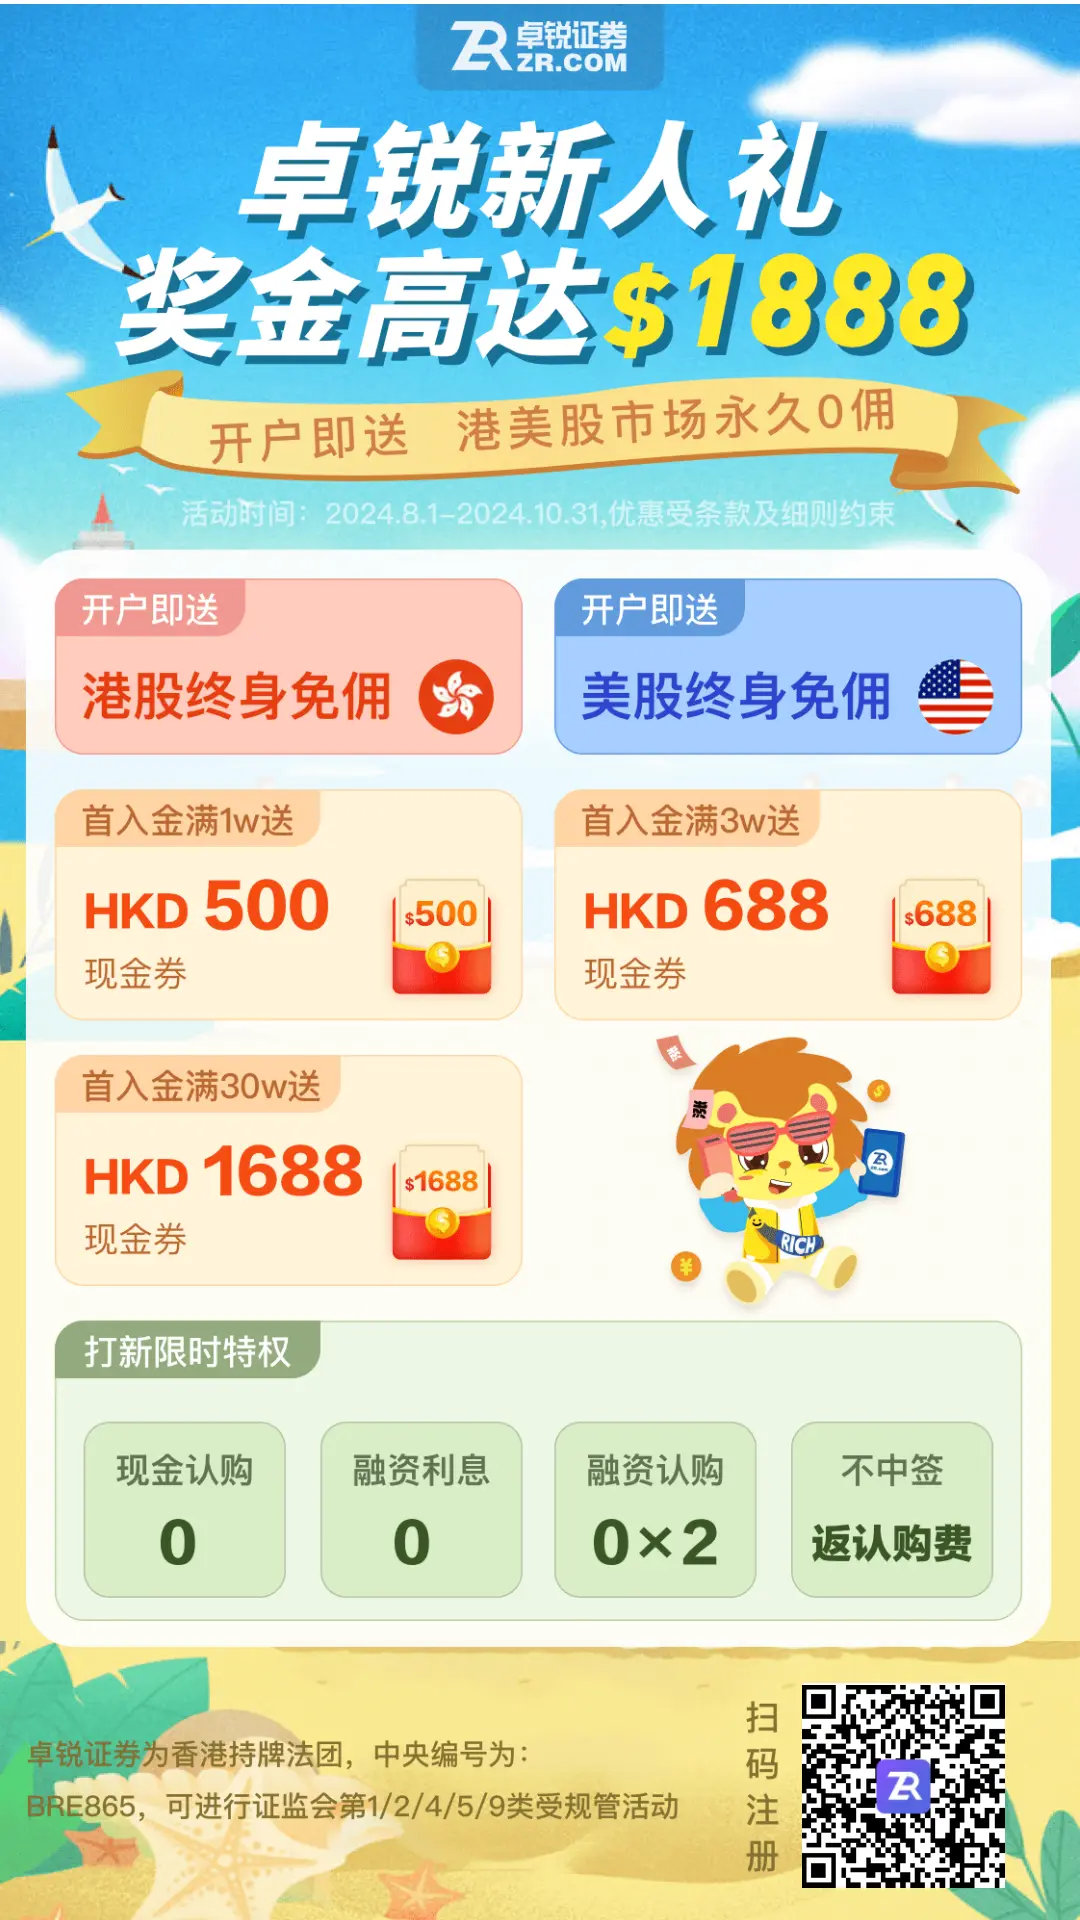 卓锐证券
ZR.COM
卓锐新人礼
奖金高达$1888
开户即送 港美股市场永久0佣
活动时间：2024.8.1-2024.10.31,优惠受条款及细则约束
开户即送
港股终身免佣
开户即送
美股终身免佣
首入金满1w送
HKD 500
现金券
$500
首入金满3w送
HKD 688
现金券
$688
首入金满30w送
HKD 1688
现金券
$1688
RICH
打新限时特权
现金认购
0
融资利息
0
融资认购
0×2
不中签
返认购费
卓锐证券为香港持牌法团，中央编号为：
BRE865，可进行证监会第1/2/4/5/9类受规管活动
扫码注册